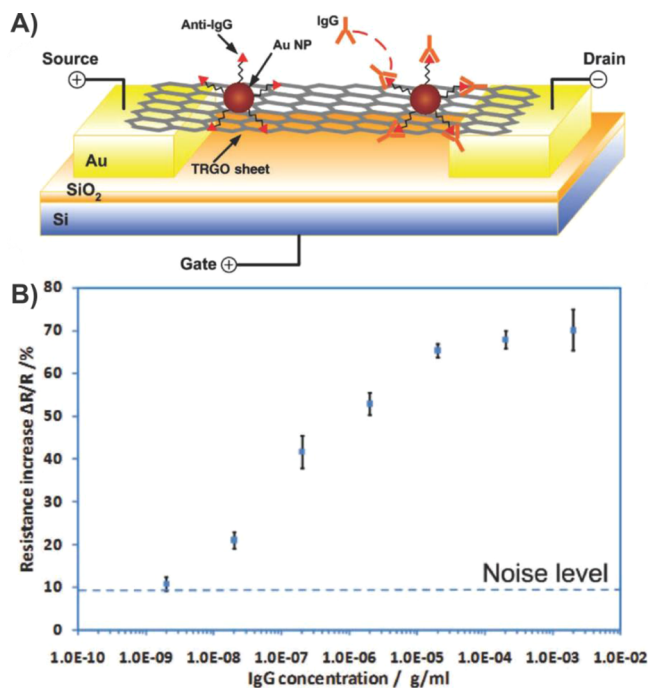 A)
Anti-IgG
IgG
Au NP
Source
Drain
+
−
Au
TRGO sheet
SiO2
Si
Gate +
B)
80
70
60
50
40
30
20
10
0
Resistance increase ΔR/R /%
Noise level
1.0E-10 1.0E-09 1.0E-08 1.0E-07 1.0E-06 1.0E-05 1.0E-04 1.0E-03 1.0E-02
IgG concentration / g/ml